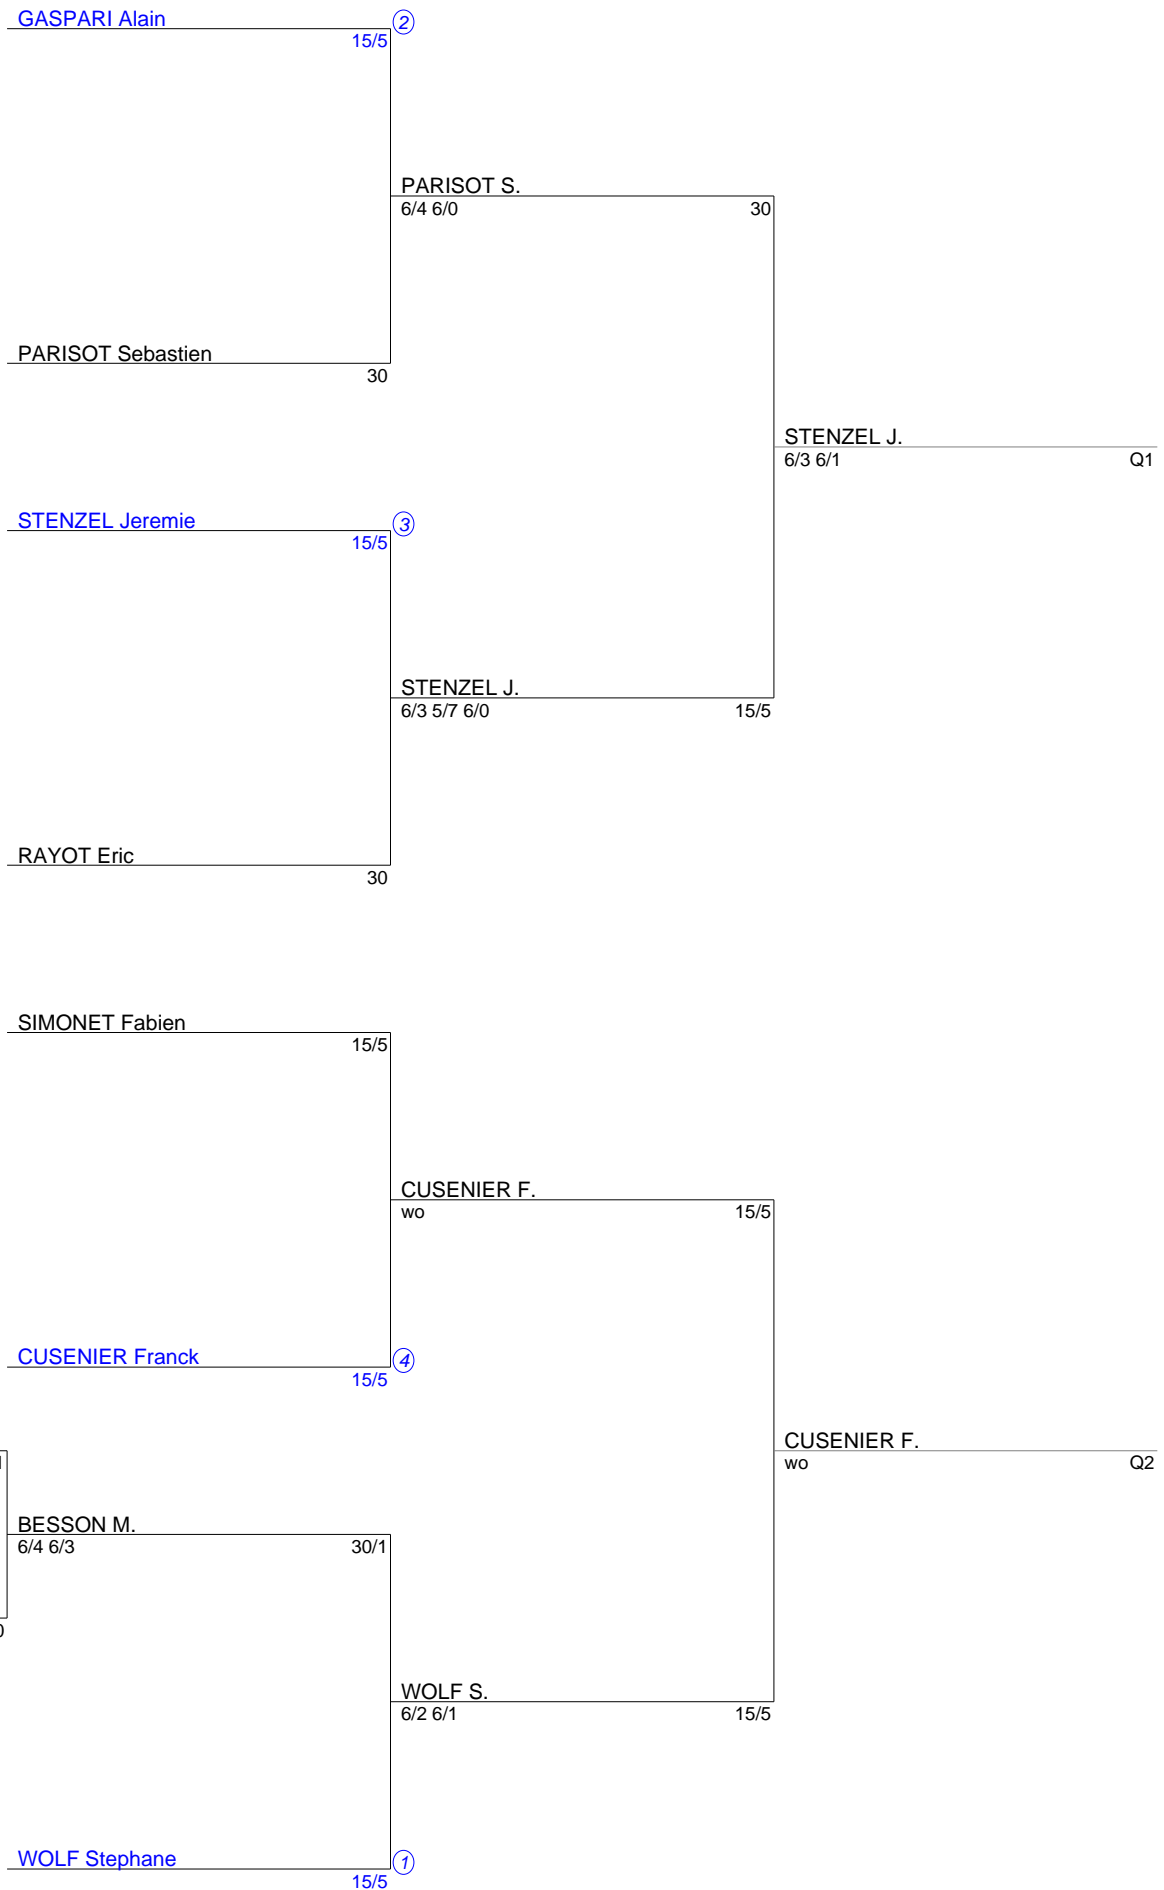 GASPARI Alain
2
15/5
PARISOT S.
6/4 6/0
30
PARISOT Sebastien
30
STENZEL J.
6/3 6/1
Q1
STENZEL Jeremie
3
15/5
STENZEL J.
6/3 5/7 6/0
15/5
RAYOT Eric
30
SIMONET Fabien
15/5
CUSENIER F.
wo
15/5
CUSENIER Franck
4
15/5
CUSENIER F.
wo
Q2
BESSON M.
6/4 6/3
30/1
WOLF S.
6/2 6/1
15/5
WOLF Stephane
1
15/5